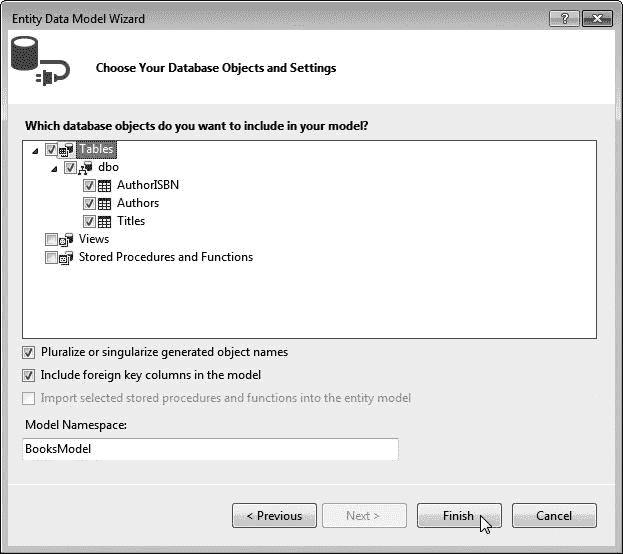 Entity Data Model Wizard
Choose Your Database Objects and Settings
Which database objects do you want to include in your model?
Tables
dbo
AuthorISBN
Authors
Titles
Views
Stored Procedures and Functions
Pluralize or singularize generated object names
Include foreign key columns in the model
Import selected stored procedures and functions into the entity model
Model Namespace:
BooksModel
< Previous
Next >
Finish
Cancel